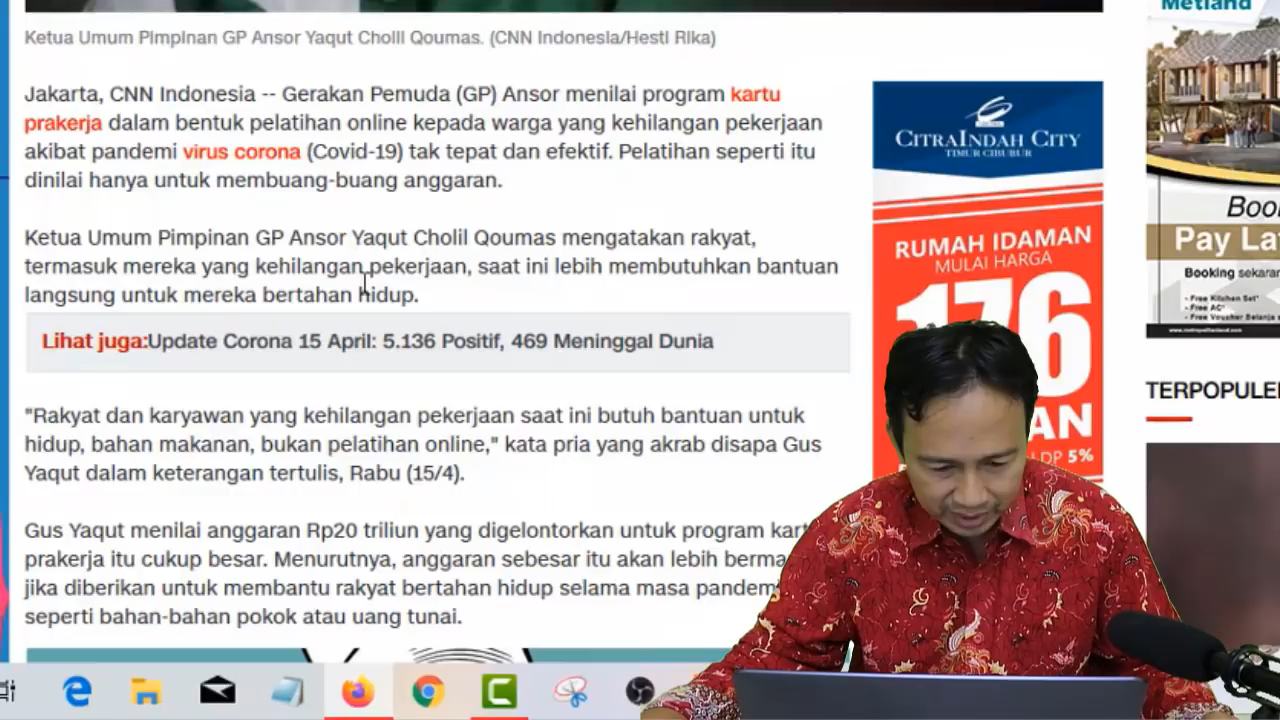 Metland
Ketua Umum Pimpinan GP Ansor Yaqut Cholil Qoumas. (CNN Indonesia/Hesti Rika)
Jakarta, CNN Indonesia -- Gerakan Pemuda (GP) Ansor menilai program kartu
prakerja dalam bentuk pelatihan online kepada warga yang kehilangan pekerjaan
akibat pandemi virus corona (Covid-19) tak tepat dan efektif. Pelatihan seperti itu
dinilai hanya untuk membuang-buang anggaran.
Ketua Umum Pimpinan GP Ansor Yaqut Cholil Qoumas mengatakan rakyat,
termasuk mereka yang kehilangan pekerjaan, saat ini lebih membutuhkan bantuan
langsung untuk mereka bertahan hidup.
Lihat juga:Update Corona 15 April: 5.136 Positif, 469 Meninggal Dunia
"Rakyat dan karyawan yang kehilangan pekerjaan saat ini butuh bantuan untuk
hidup, bahan makanan, bukan pelatihan online," kata pria yang akrab disapa Gus
Yaqut dalam keterangan tertulis, Rabu (15/4).
Gus Yaqut menilai anggaran Rp20 triliun yang digelontorkan untuk program kart
prakerja itu cukup besar. Menurutnya, anggaran sebesar itu akan lebih berma
jika diberikan untuk membantu rakyat bertahan hidup selama masa pandem
seperti bahan-bahan pokok atau uang tunai.
CITRAINDAH CITY
TIMUR CIBUBUR
RUMAH IDAMAN
MULAI HARGA
176
AN
DP 5%
Boo
Pay La
Booking sekaran
- Free Kitchen Set*
- Free AC*
- Free Voucher Belanja s
TERPOPULE